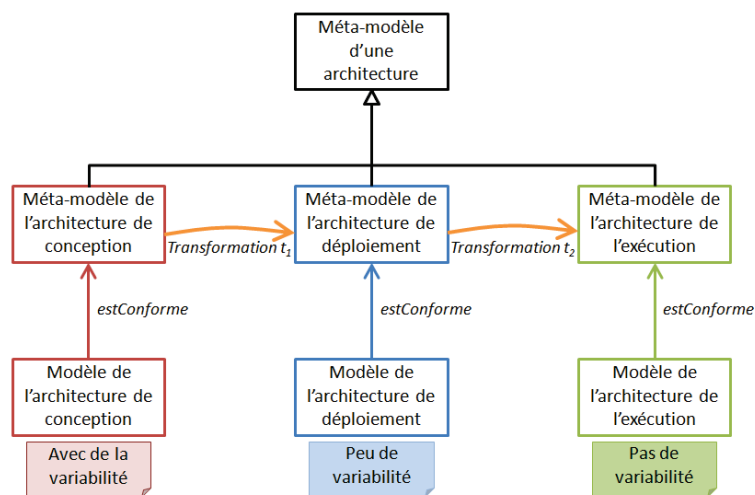 Méta-modèle
d'une
architecture
Méta-modèle de
l'architecture de
conception
Transformation t1
Méta-modèle de
l'architecture de
déploiement
Transformation t2
Méta-modèle de
l'architecture de
l'exécution
estConforme
estConforme
estConforme
Modèle de
l'architecture de
conception
Modèle de
l'architecture de
déploiement
Modèle de
l'architecture de
l'exécution
Avec de la
variabilité
Peu de
variabilité
Pas de
variabilité